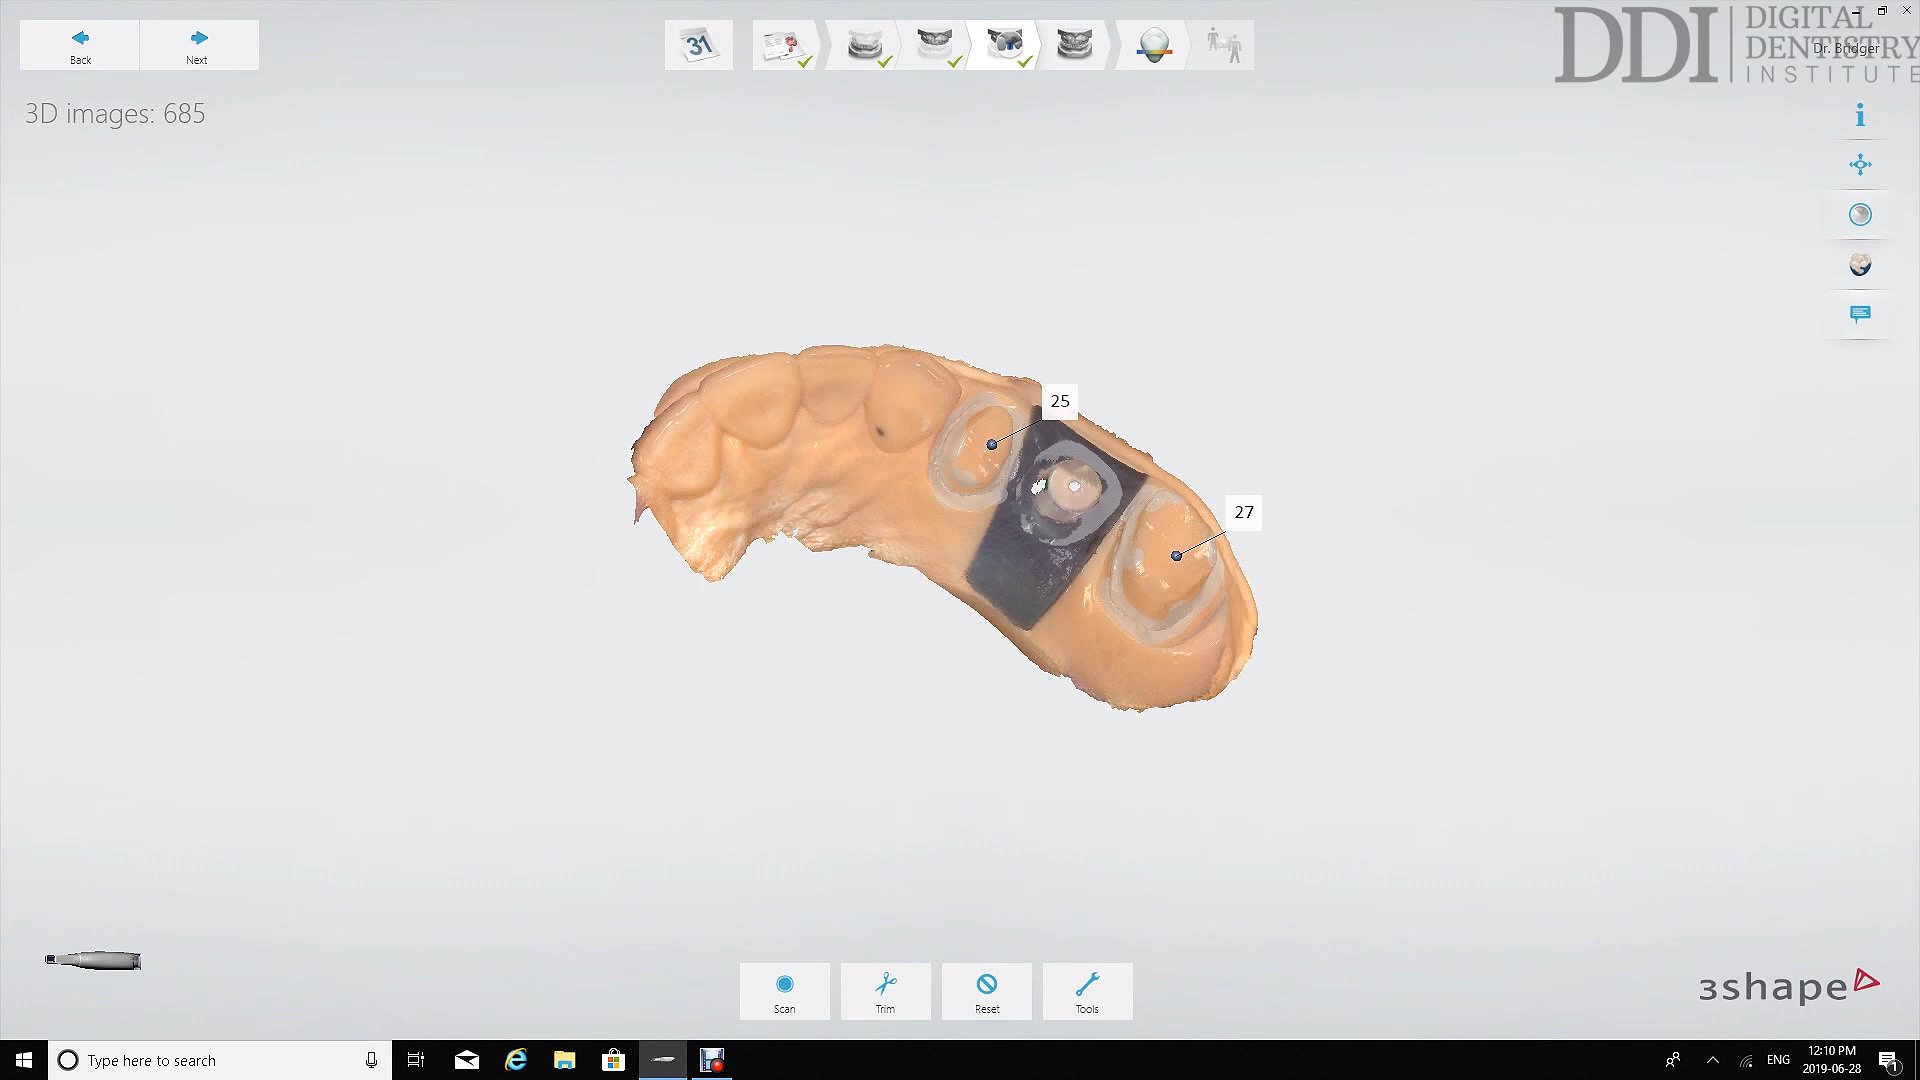 Back
Next
31
DDI
DIGITAL
DENTISTRY
INSTITUTE
Dr. Bridger
3D images: 685
i
25
27
Scan
Trim
Reset
Tools
3shape
Type here to search
ENG
12:10 PM
2019-06-28
1